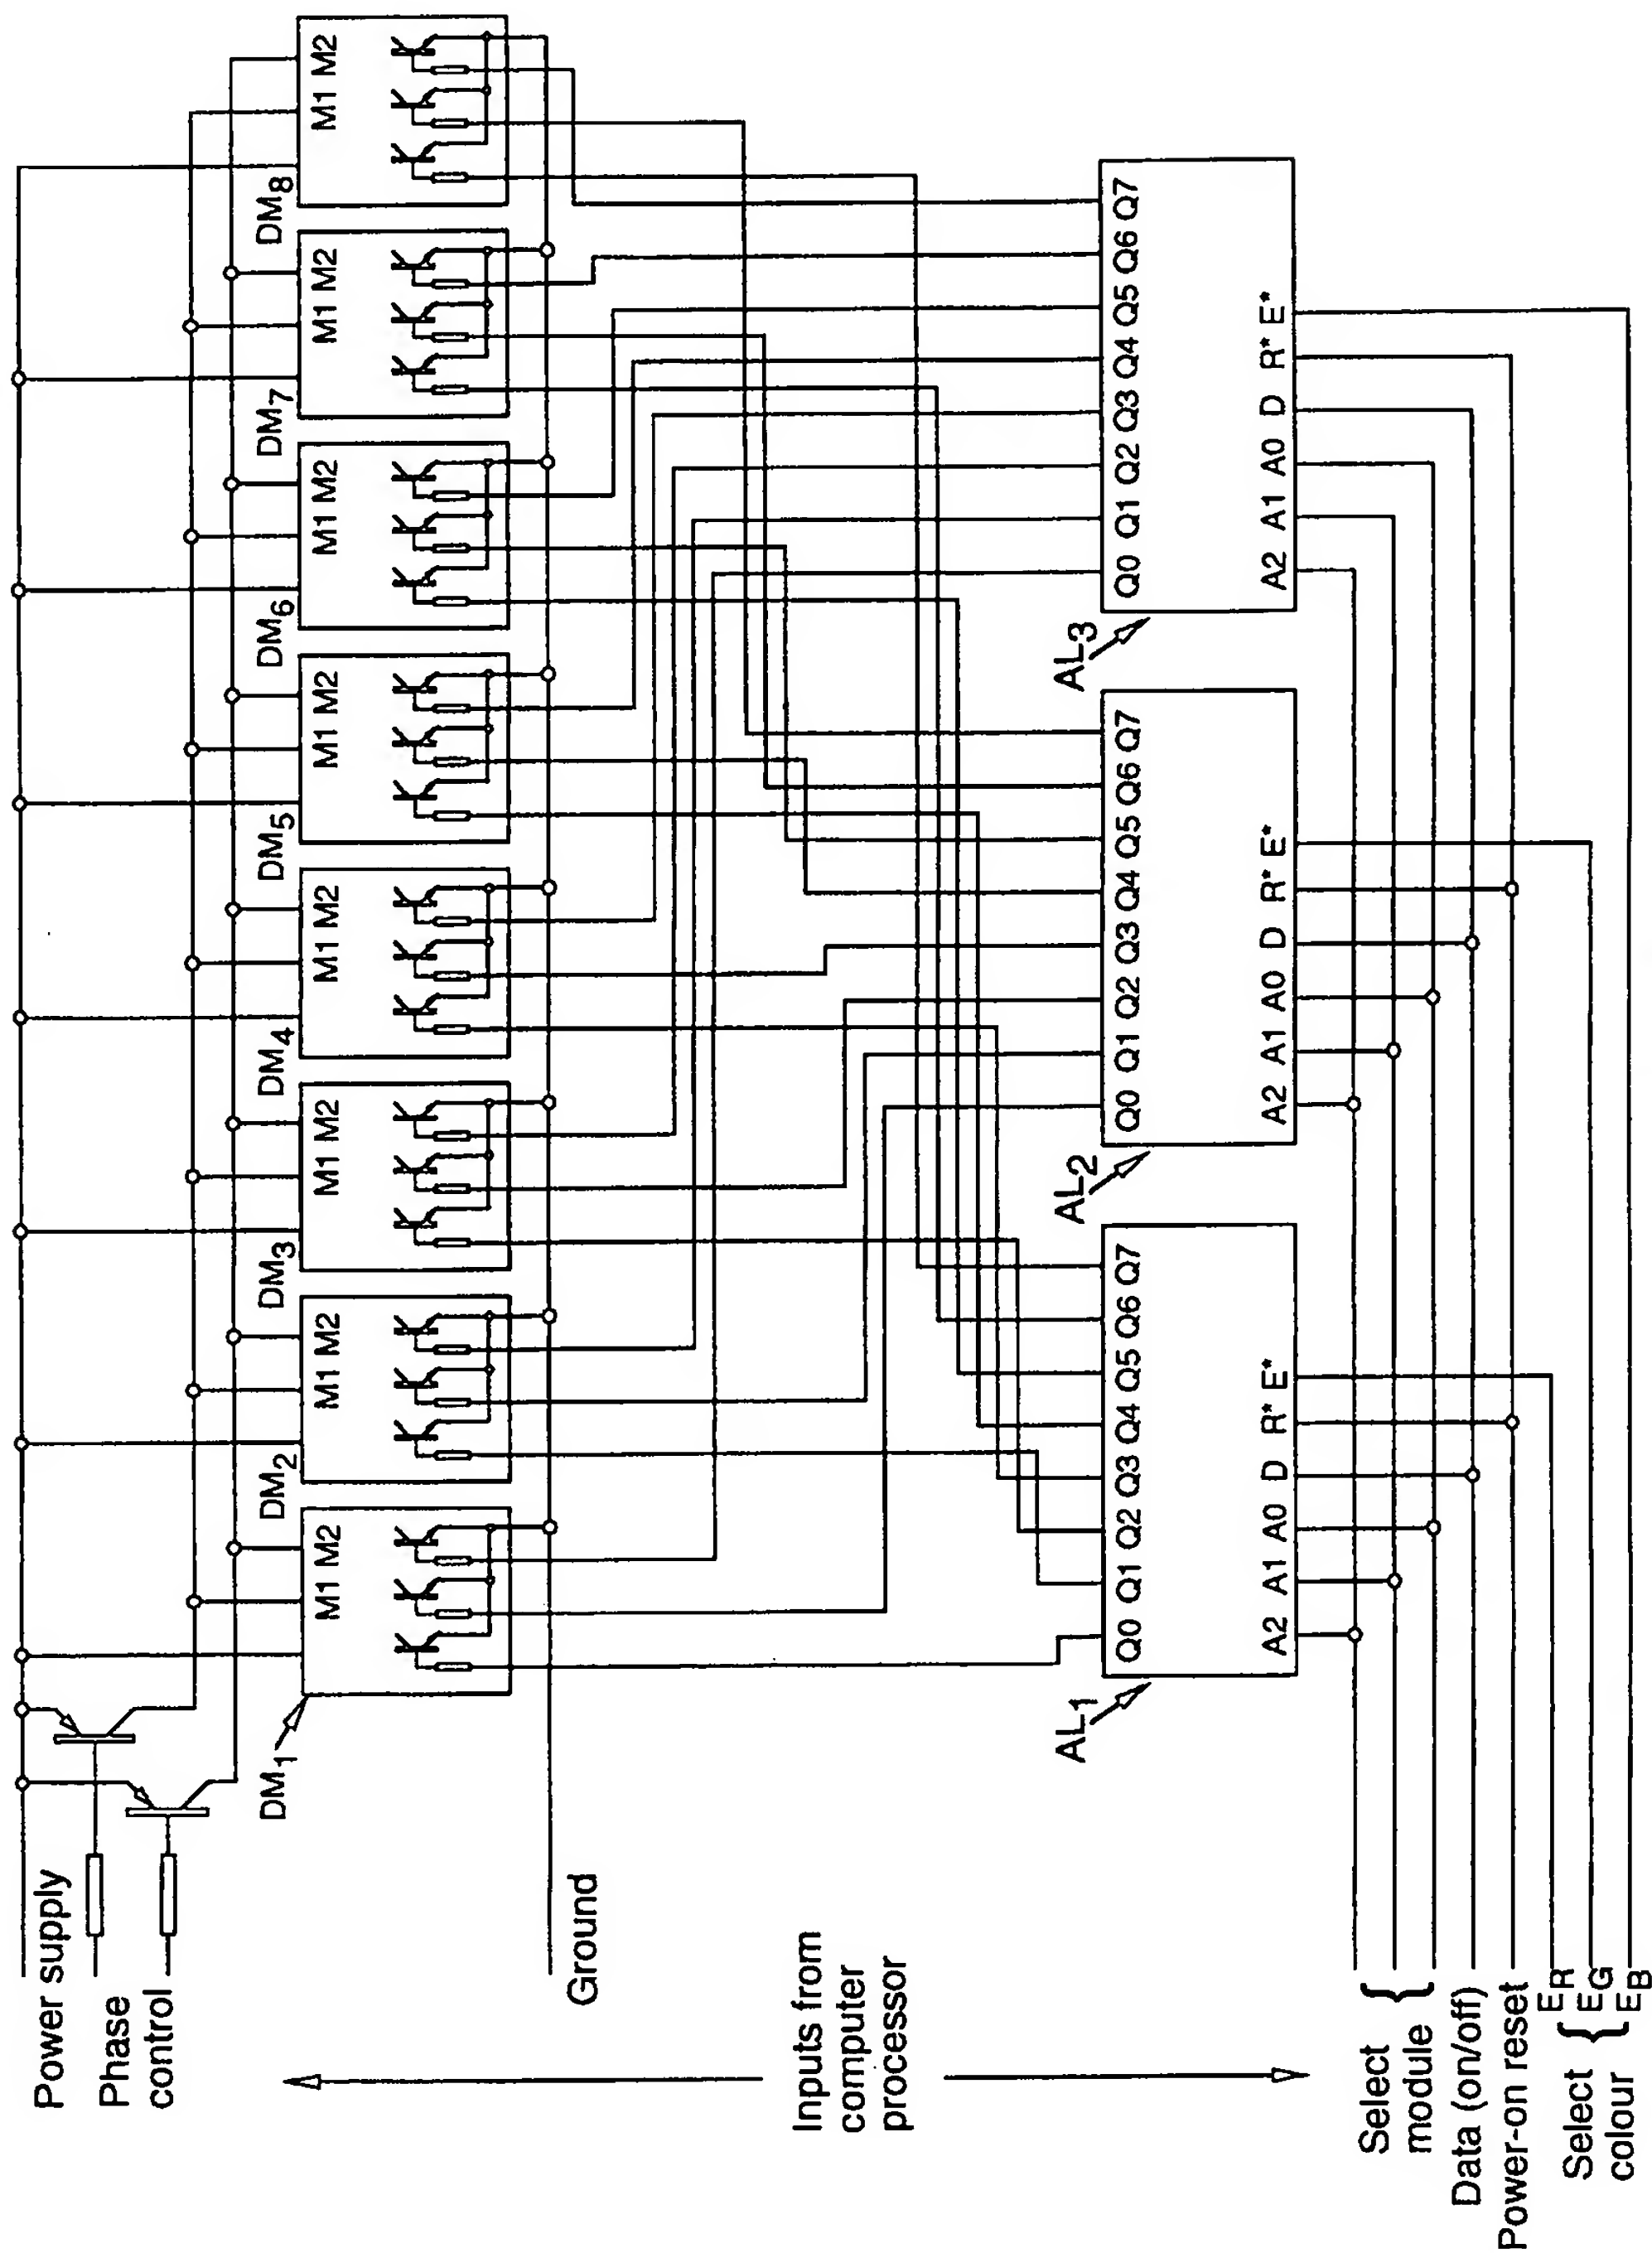 Power supply
Phase
control
DM1
DM2
DM3
DM4
DM5
DM6
DM7
DM8
M1 M2
M1 M2
M1 M2
M1 M2
M1 M2
M1 M2
M1 M2
M1 M2
Ground
Inputs from
computer
processor
AL1
AL2
AL3
Q0 Q1 Q2 Q3 Q4 Q5 Q6 Q7
Q0 Q1 Q2 Q3 Q4 Q5 Q6 Q7
Q0 Q1 Q2 Q3 Q4 Q5 Q6 Q7
A2 A1 A0 D R* E*
A2 A1 A0 D R* E*
A2 A1 A0 D R* E*
Select
module {
Data (on/off)
Power-on reset
Select
colour {
ER
EG
EB